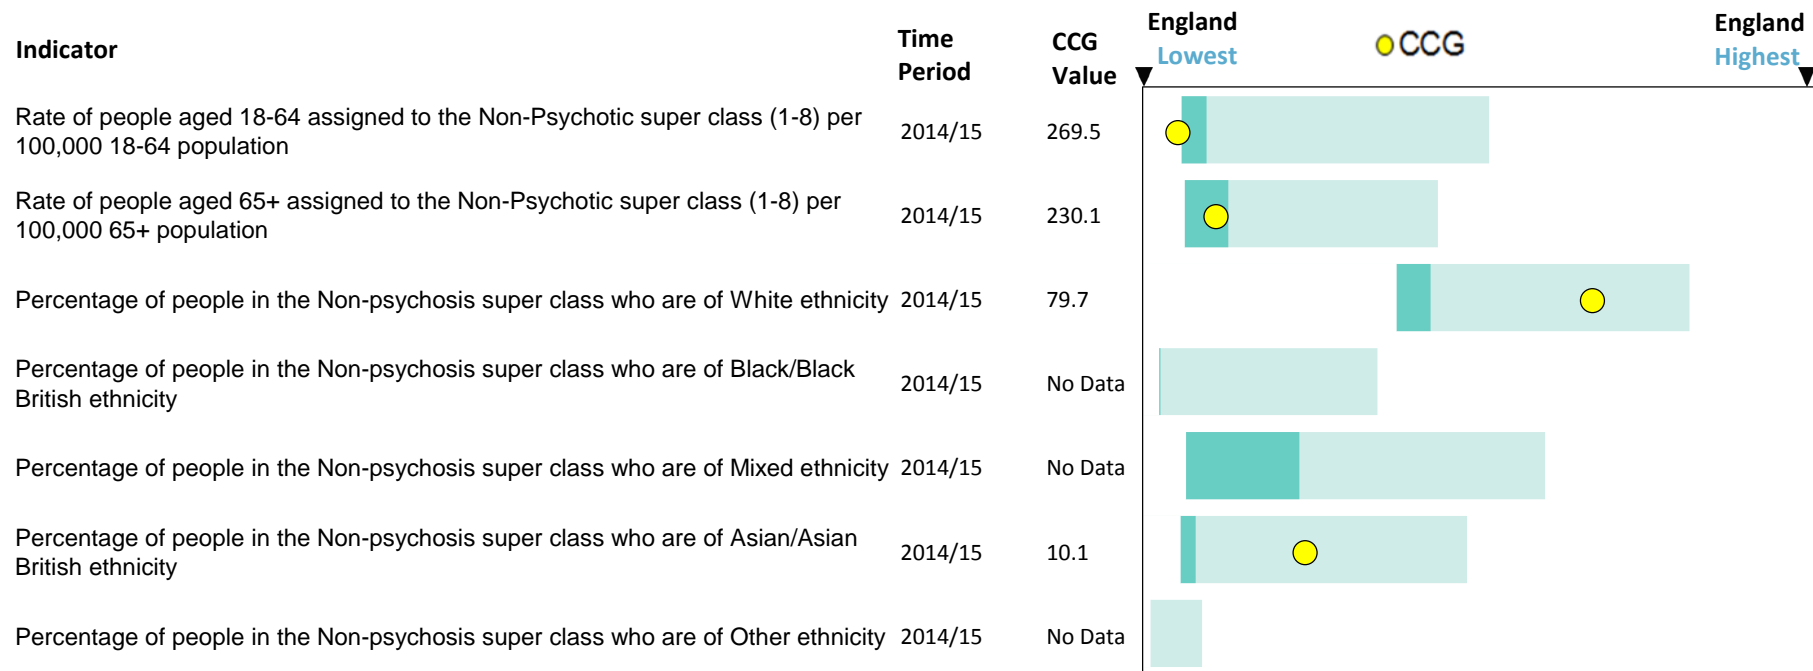 Indicator
Time Period
CCG Value
England Lowest
CCG
England Highest
Rate of people aged 18-64 assigned to the Non-Psychotic super class (1-8) per
100,000 18-64 population
2014/15
269.5
Rate of people aged 65+ assigned to the Non-Psychotic super class (1-8) per
100,000 65+ population
2014/15
230.1
Percentage of people in the Non-psychosis super class who are of White ethnicity
2014/15
79.7
Percentage of people in the Non-psychosis super class who are of Black/Black
British ethnicity
2014/15
No Data
Percentage of people in the Non-psychosis super class who are of Mixed ethnicity
2014/15
No Data
Percentage of people in the Non-psychosis super class who are of Asian/Asian
British ethnicity
2014/15
10.1
Percentage of people in the Non-psychosis super class who are of Other ethnicity
2014/15
No Data